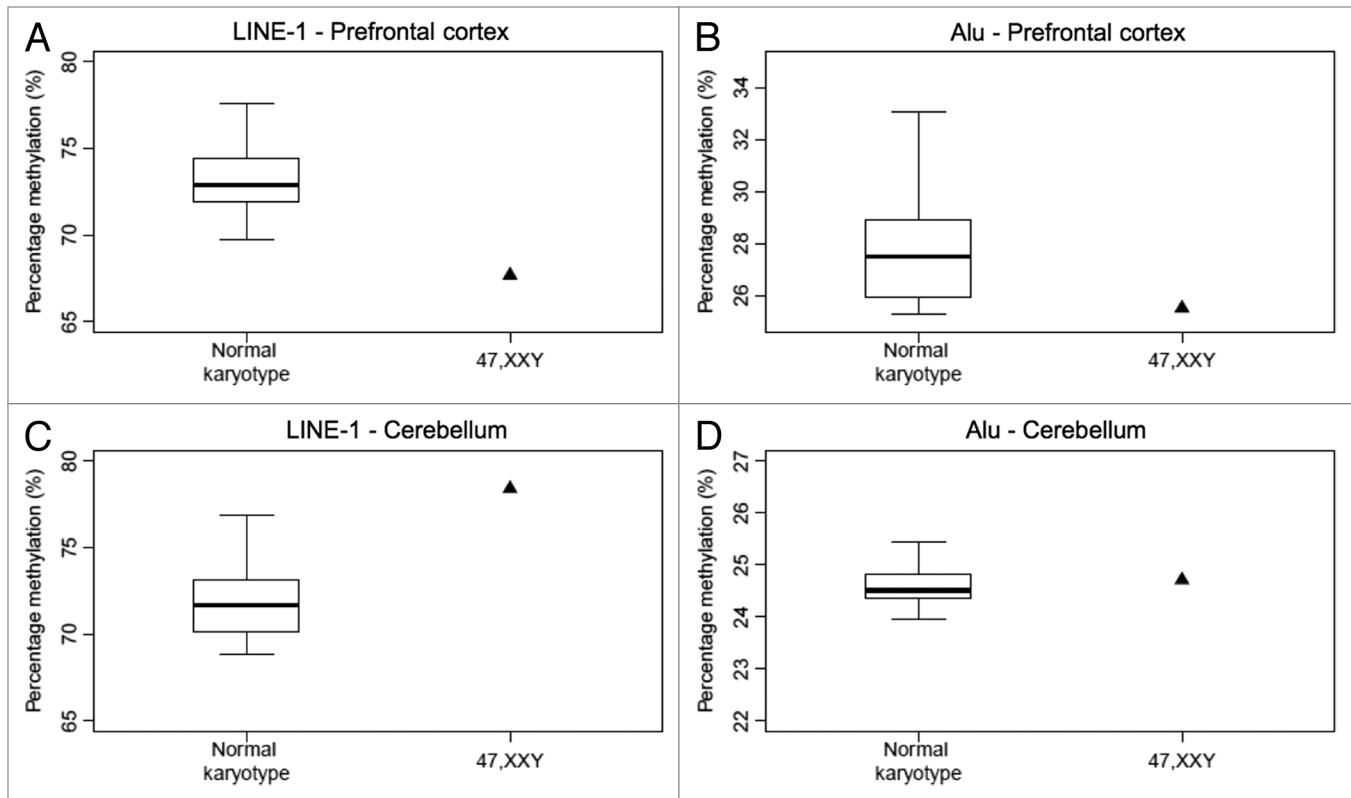 A
LINE-1 - Prefrontal cortex
Percentage methylation (%)
80
75
70
65
Normal
karyotype
47,XXY
B
Alu - Prefrontal cortex
Percentage methylation (%)
34
32
30
28
26
Normal
karyotype
47,XXY
C
LINE-1 - Cerebellum
Percentage methylation (%)
80
75
70
65
Normal
karyotype
47,XXY
D
Alu - Cerebellum
Percentage methylation (%)
27
26
25
24
23
22
Normal
karyotype
47,XXY